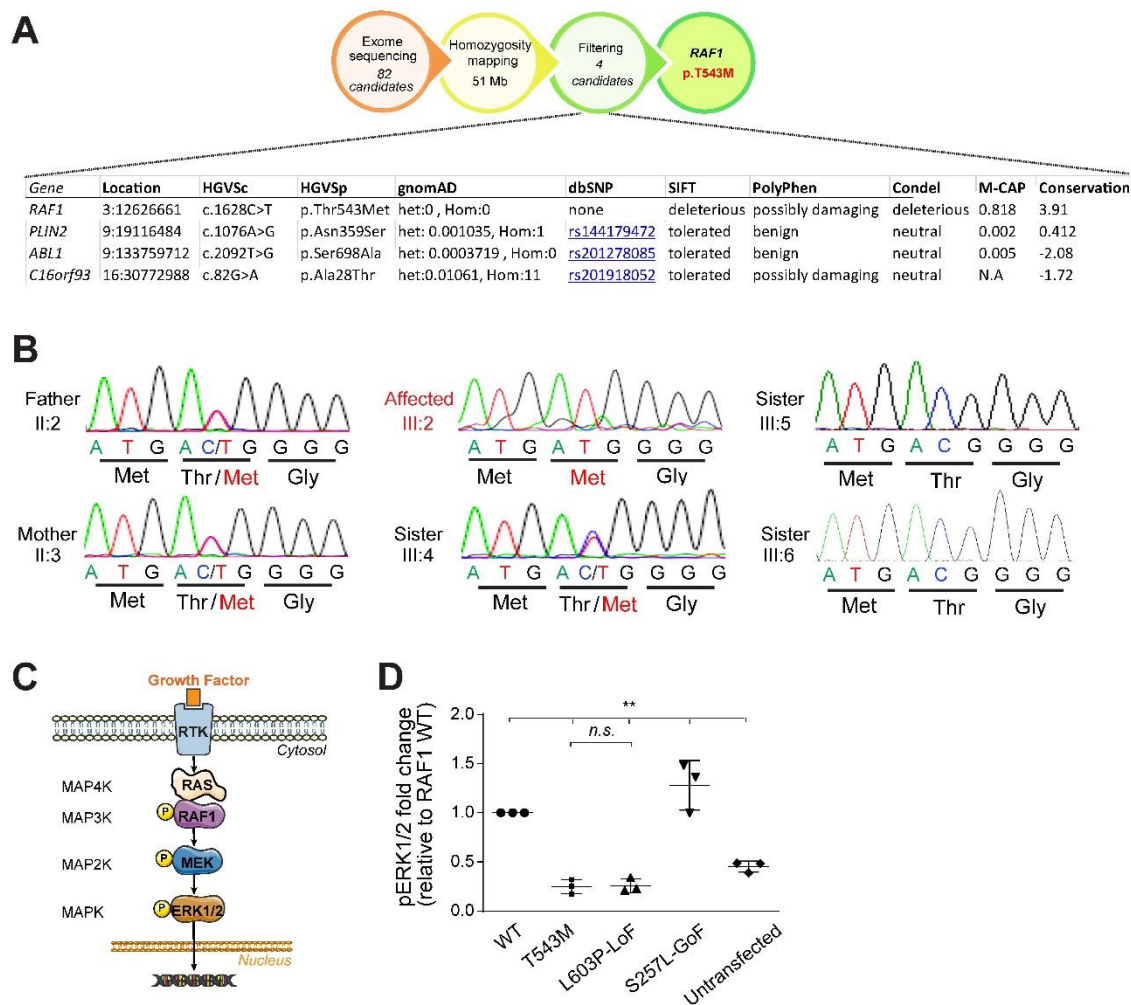 A
Exome
sequencing
82
candidates
Homozygosity
mapping
51 Mb
Filtering
4
candidates
RAF1
p.T543M
Gene Location HGVSc HGVSp gnomAD dbSNP SIFT PolyPhen Condel M-CAP Conservation
RAF1 3:12626661 c.1628C>T p.Thr543Met het:0 , Hom:0 none deleterious possibly damaging deleterious 0.818 3.91
PLIN2 9:19116484 c.1076A>G p.Asn359Ser het: 0.001035, Hom:1 rs144179472 tolerated benign neutral 0.002 0.412
ABL1 9:133759712 c.2092T>G p.Ser698Ala het: 0.0003719 , Hom:0 rs201278085 tolerated benign neutral 0.005 -2.08
C16orf93 16:30772988 c.82G>A p.Ala28Thr het:0.01061, Hom:11 rs201918052 tolerated possibly damaging neutral N.A -1.72
B
Father
II:2
A T G A C/T G G G G
Met Thr/Met Gly
Affected
III:2
A T G A T G G G G
Met Met Gly
Sister
III:5
A T G A C G G G G
Met Thr Gly
Mother
II:3
A T G A C/T G G G G
Met Thr/Met Gly
Sister
III:4
A T G A C/T G G G G
Met Thr/Met Gly
Sister
III:6
A T G A C G G G G
Met Thr Gly
C
Growth Factor
RTK
Cytosol
MAP4K RAS
MAP3K P RAF1
MAP2K P MEK
MAPK P ERK1/2
Nucleus
D
pERK1/2 fold change
(relative to RAF1 WT)
2.0
1.5
1.0
0.5
0.0
**
n.s.
WT
T543M
L603P-LoF
S257L-GoF
Untransfected